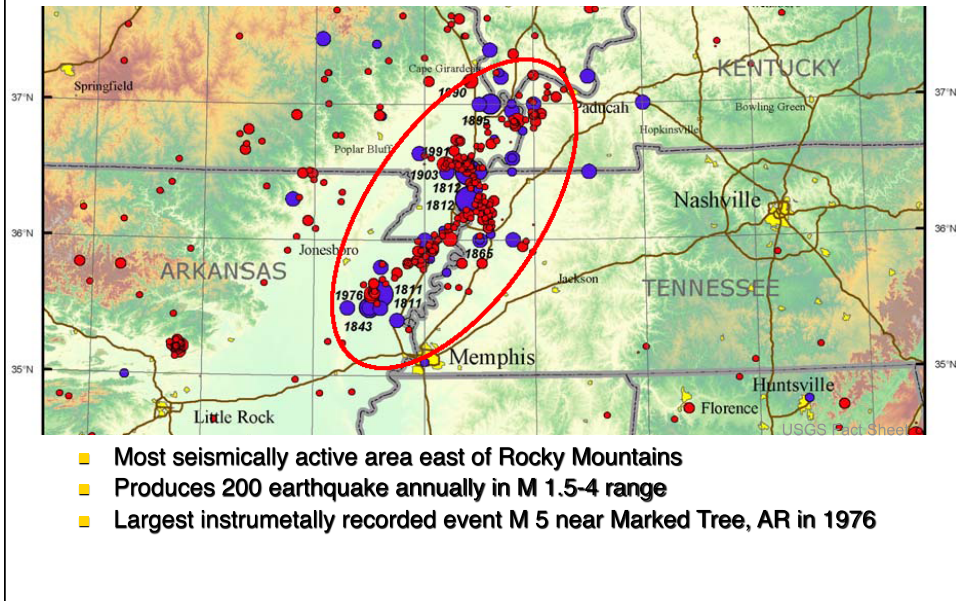 Springfield
Cape Girardeau
KENTUCKY
37°N
1890
Paducah
Bowling Green
37°N
1895
Hopkinsville
Poplar Bluff
1991
1903
1812
1812
Nashville
36°N
36°N
Jonesboro
1865
ARKANSAS
Jackson
TENNESSEE
1976
1811
1811
1843
35°N
Memphis
35°N
Huntsville
Little Rock
Florence
USGS Fact Sheet
Most seismically active area east of Rocky Mountains
Produces 200 earthquake annually in M 1.5-4 range
Largest instrumetally recorded event M 5 near Marked Tree, AR in 1976